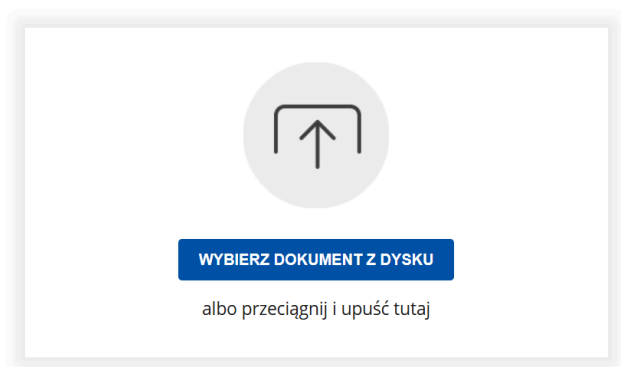 WYBIERZ DOKUMENT Z DYSKU
albo przeciągnij i upuść tutaj